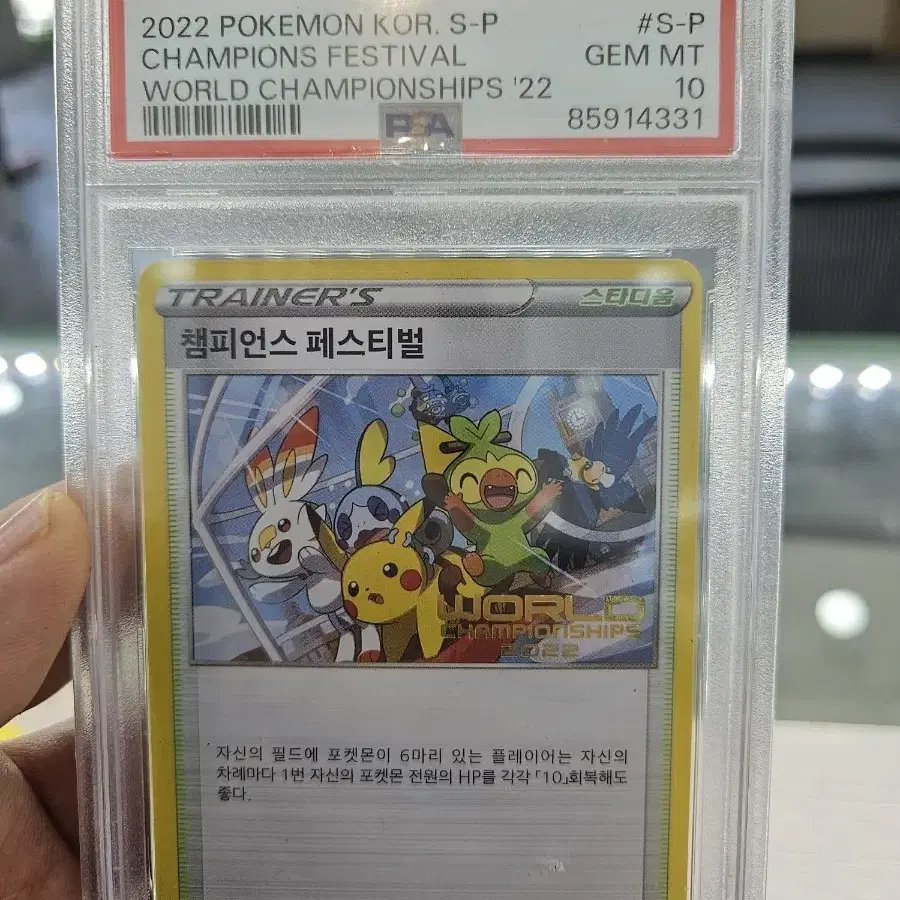 2022 POKEMON KOR. S-P #S-P
CHAMPIONS FESTIVAL GEM MT
WORLD CHAMPIONSHIPS '22 10
PSA 85914331
TRAINER'S 스타디움
챔피언스 페스티벌
WORLD
CHAMPIONSHIPS
2022
자신의 필드에 포켓몬이 6마리 있는 플레이어는 자신의
차례마다 1번 자신의 포켓몬 전원의 HP를 각각 「10」회복해도
좋다.